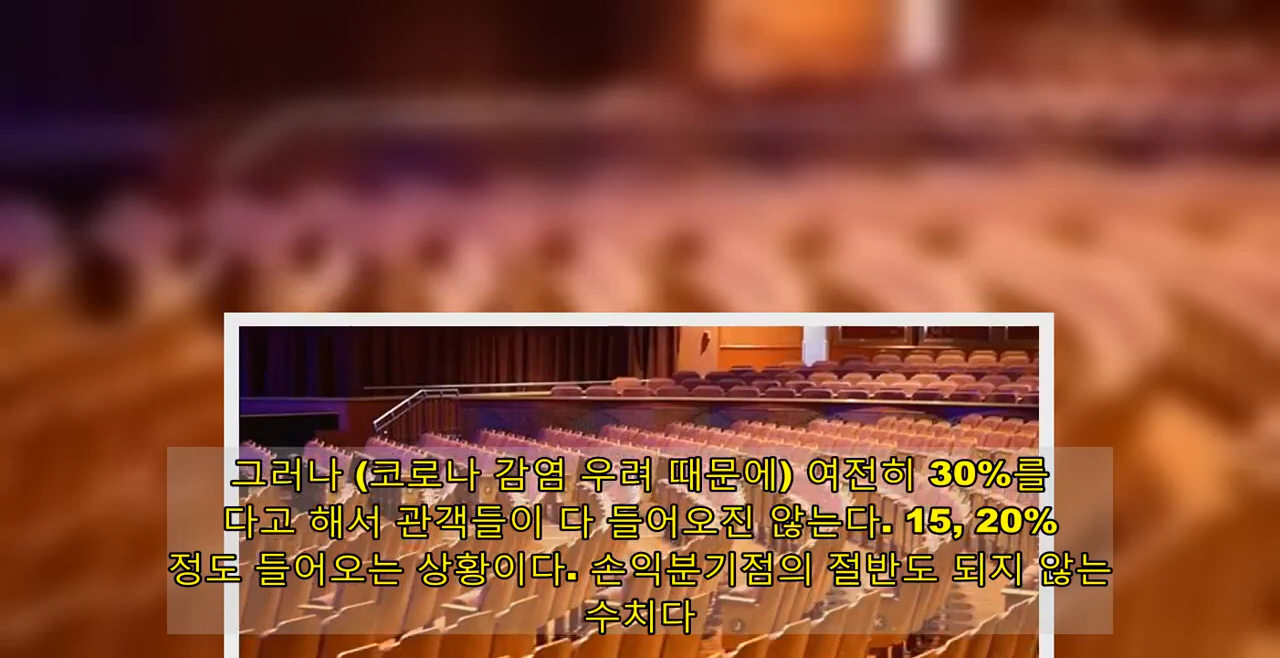 그러나 (코로나 감염 우려 때문에) 여전히 30%를
다고 해서 관객들이 다 들어오진 않는다. 15, 20%
정도 들어오는 상황이다. 손익분기점의 절반도 되지 않는
수치다